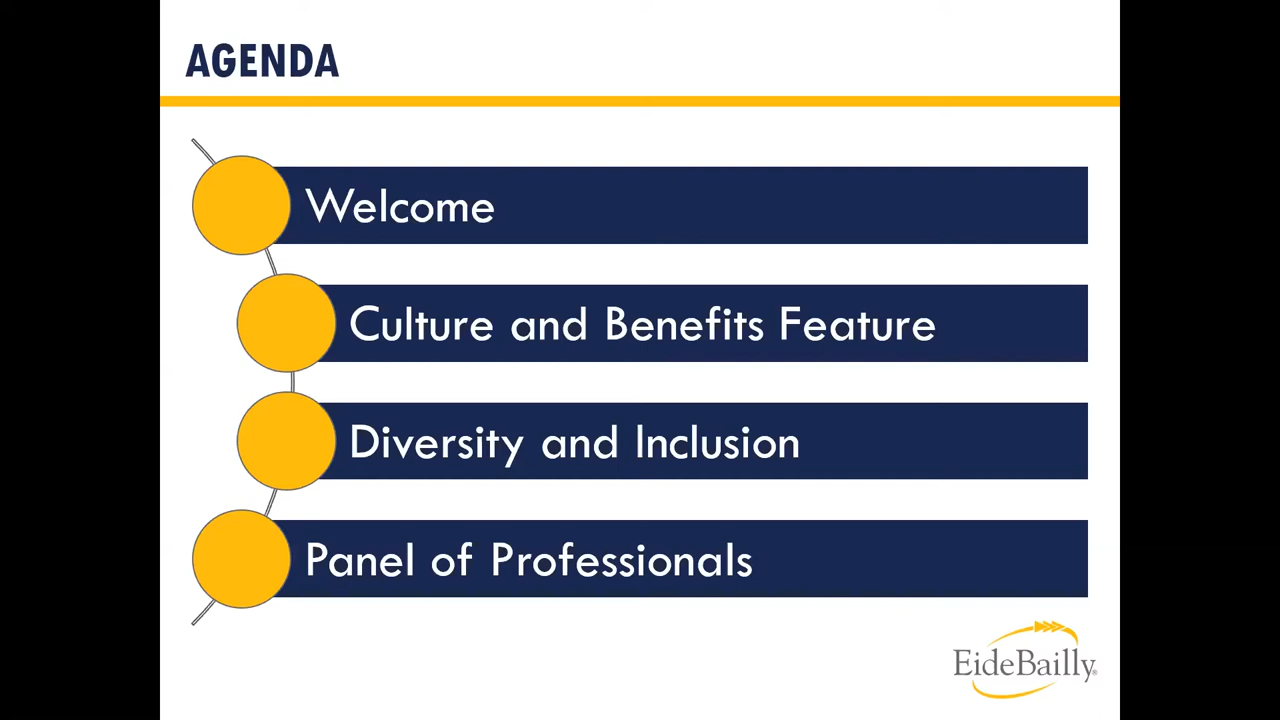 AGENDA
Welcome
Culture and Benefits Feature
Diversity and Inclusion
Panel of Professionals
EideBailly®